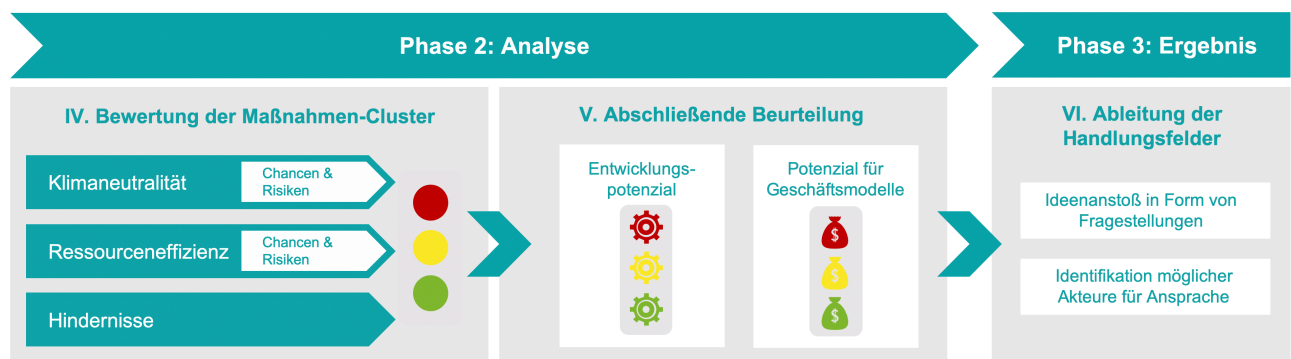 Phase 2: Analyse
Phase 3: Ergebnis
IV. Bewertung der Maßnahmen-Cluster
Klimaneutralität
Chancen &
Risiken
Ressourceneffizienz
Chancen &
Risiken
Hindernisse
V. Abschließende Beurteilung
Entwicklungs-
potenzial
Potenzial für
Geschäftsmodelle
$
$
$
VI. Ableitung der
Handlungsfelder
Ideenanstoß in Form von
Fragestellungen
Identifikation möglicher
Akteure für Ansprache